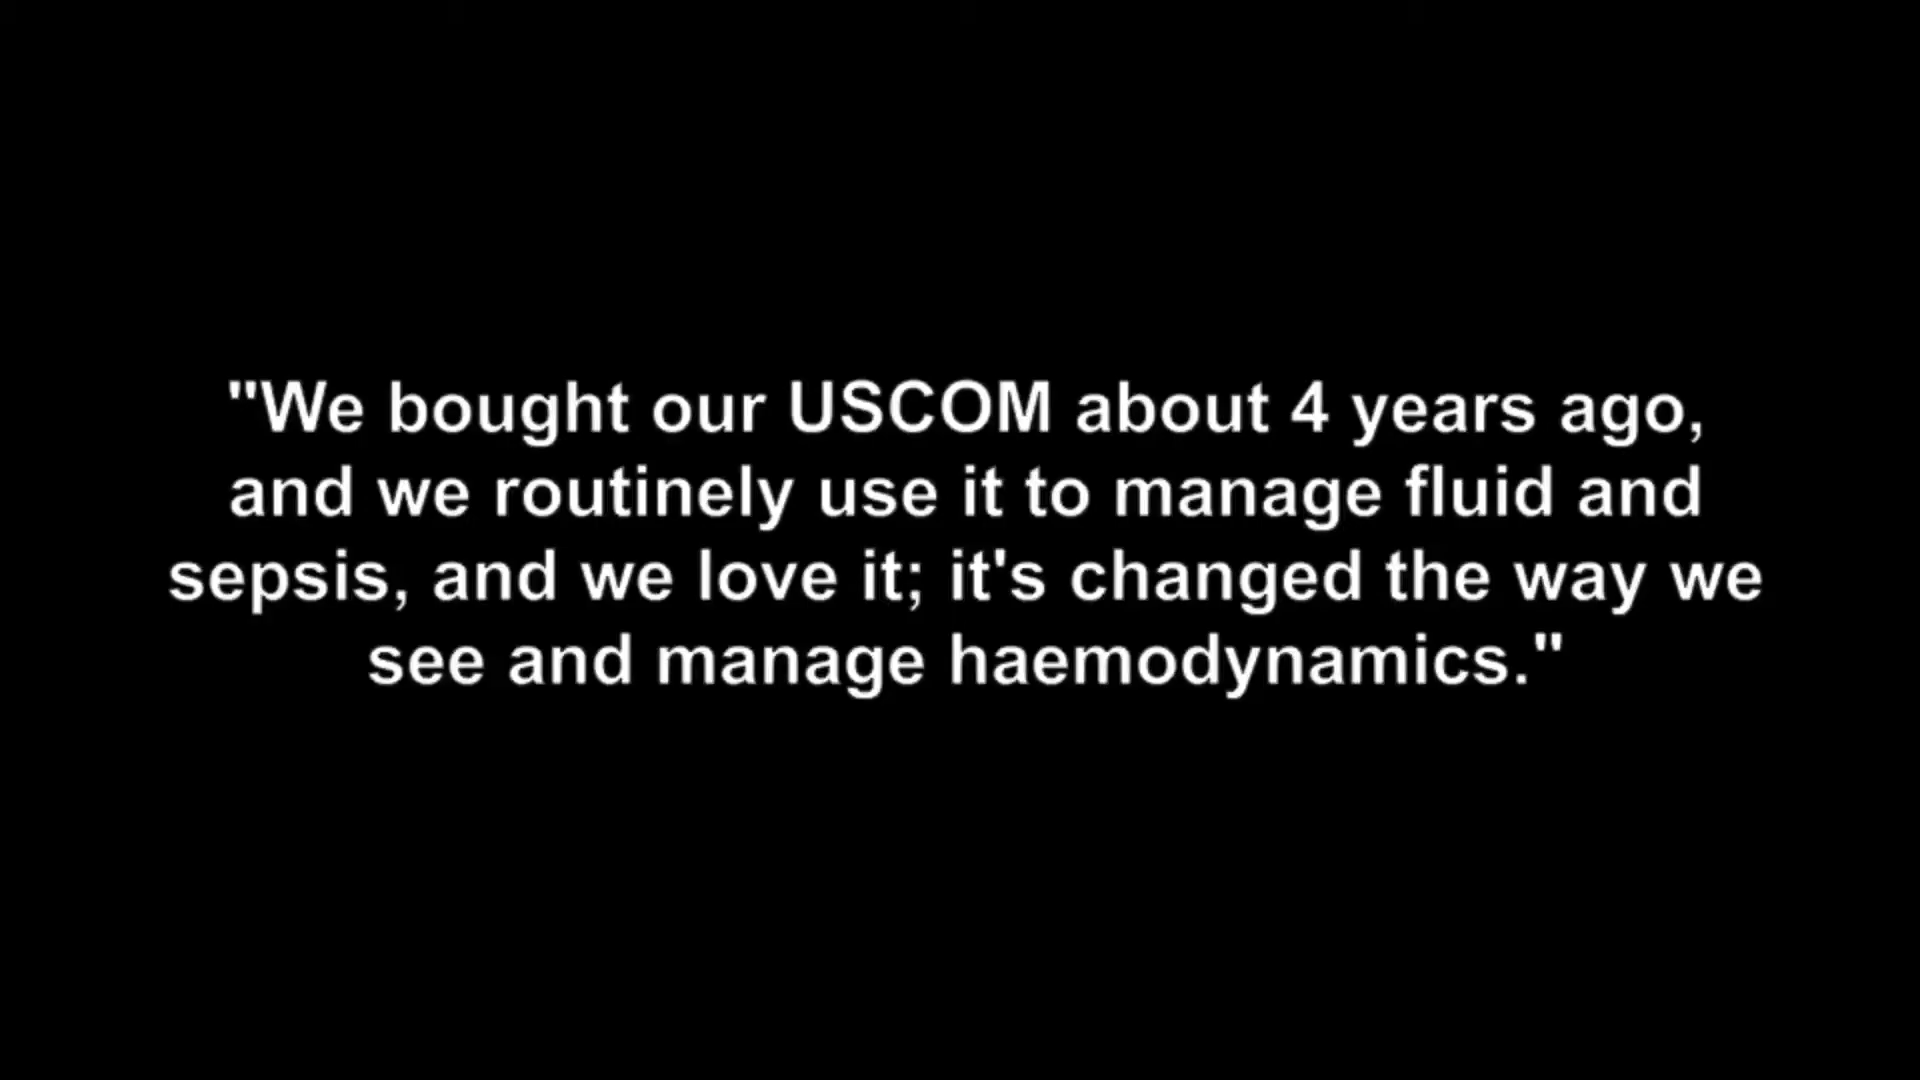 "We bought our USCOM about 4 years ago,
and we routinely use it to manage fluid and
sepsis, and we love it; it's changed the way we
see and manage haemodynamics."